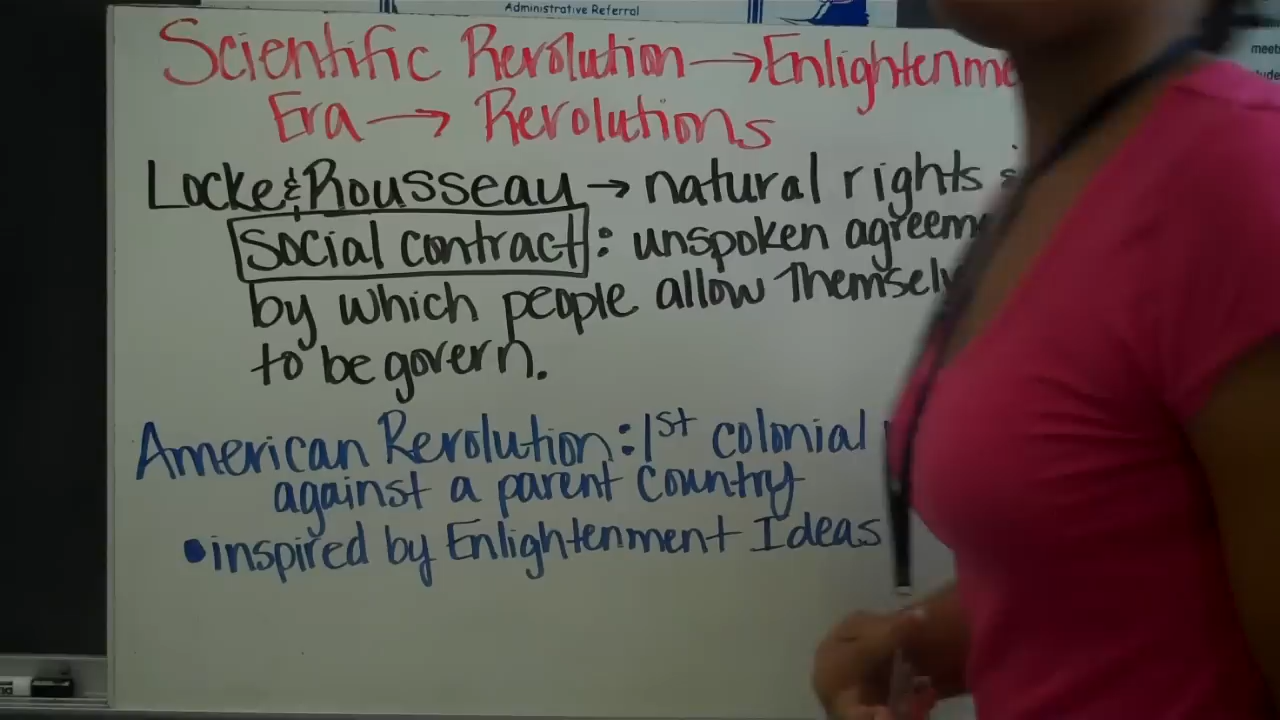 Administrative Referral
Scientific Revolution → Enlightenme
Era → Revolutions
Locke & Rousseau → natural rights
Social contract : unspoken agreem
by which people allow Themselv
to be govern.
American Revolution : 1st colonial
against a parent country
• inspired by Enlightenment Ideas